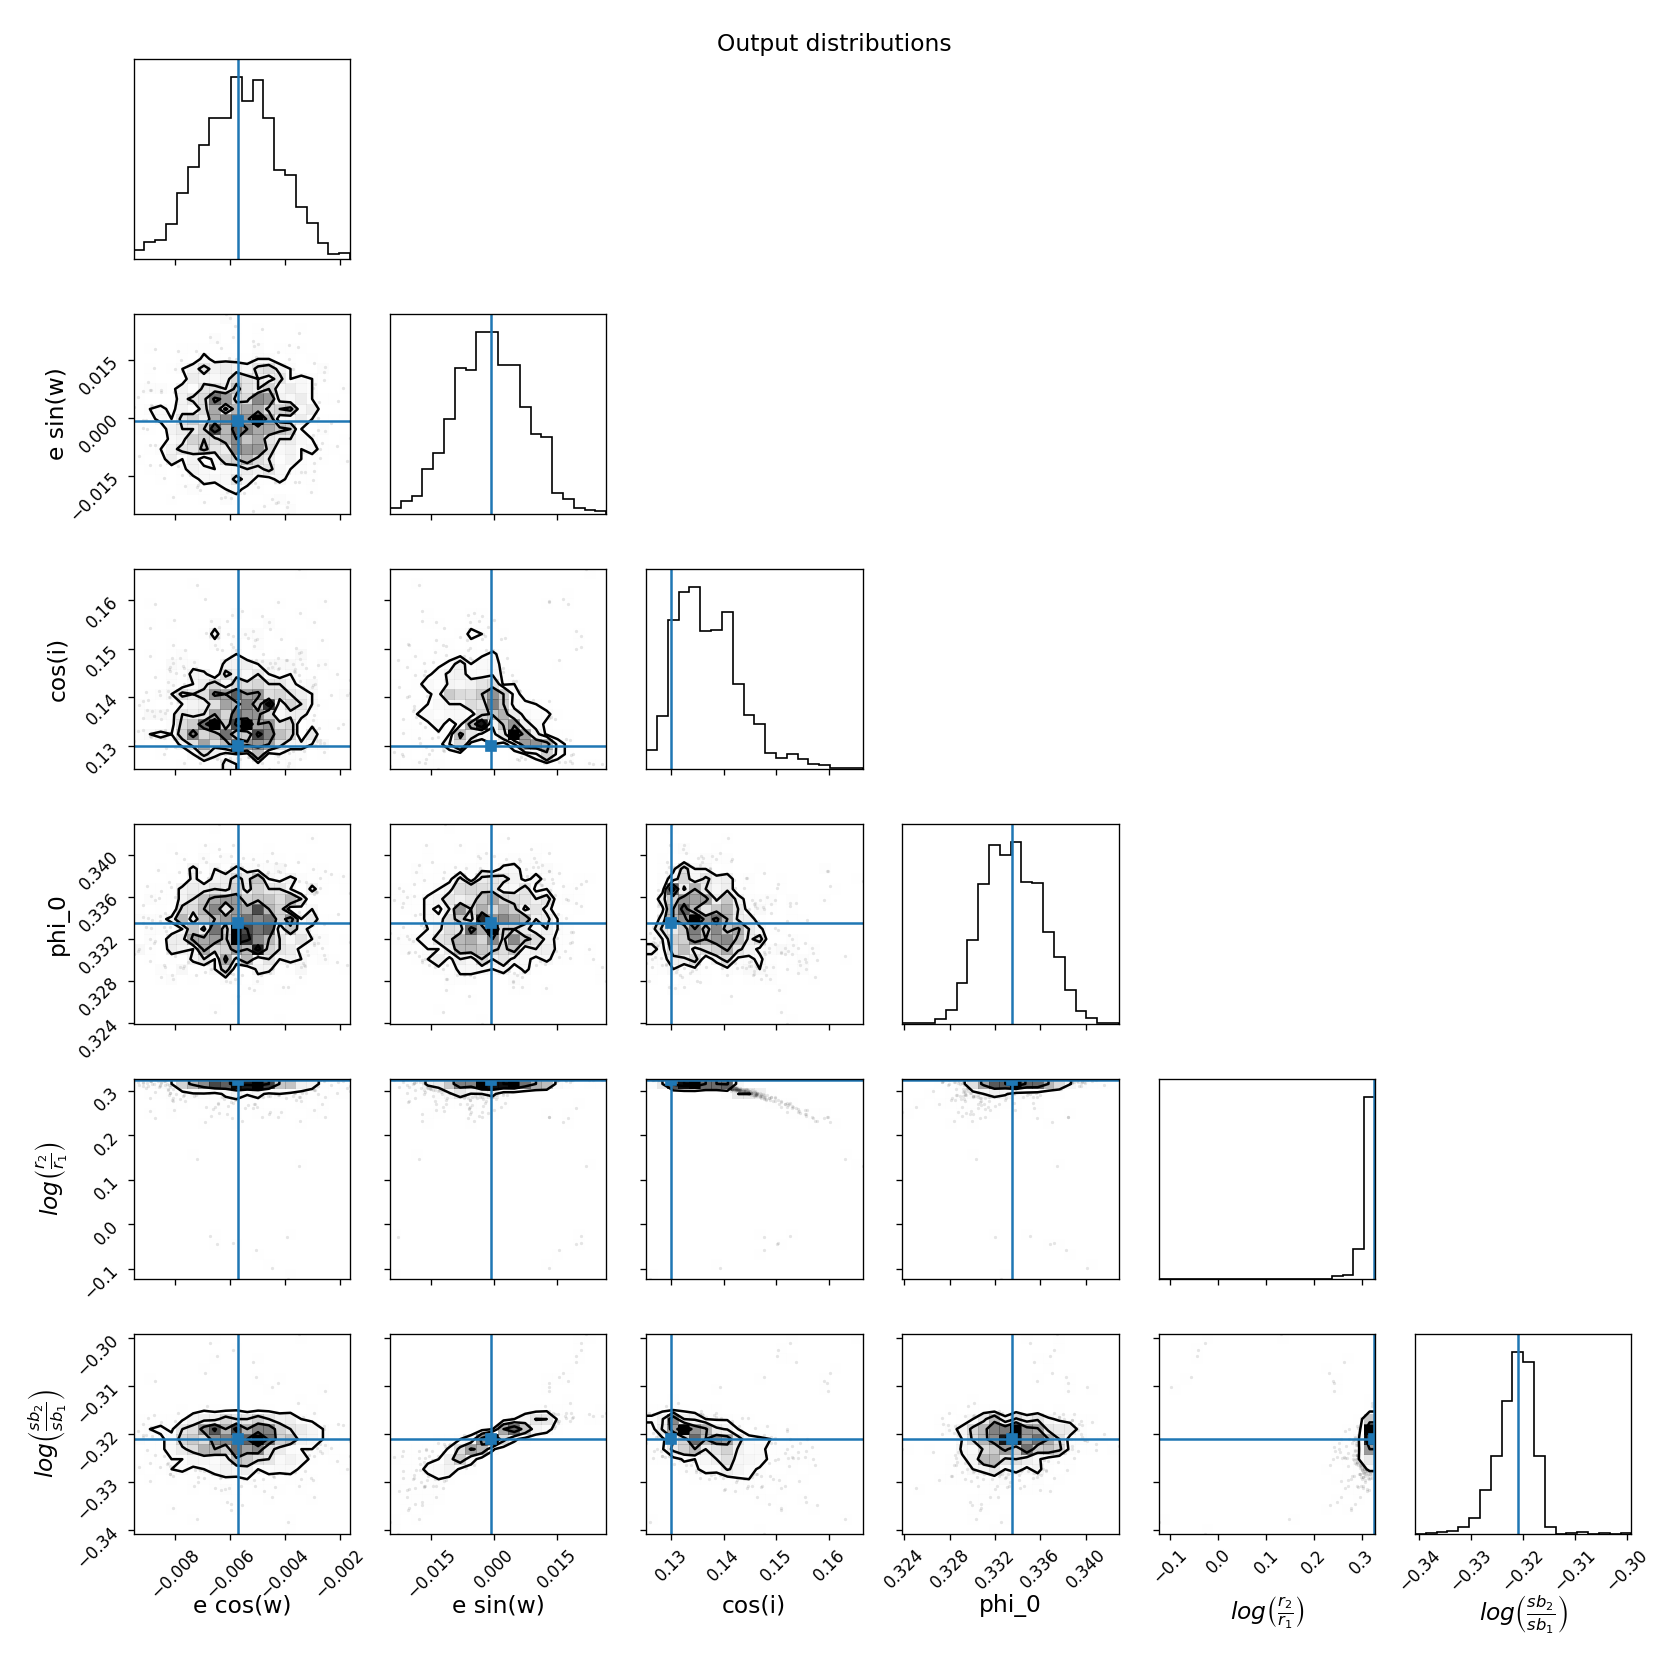 Output distributions
e sin(w)
0.015
0.000
−0.015
cos(i)
0.16
0.15
0.14
0.13
phi_0
0.340
0.336
0.332
0.328
0.324
log(r₂/r₁)
0.3
0.2
0.1
0.0
−0.1
log(sb₂/sb₁)
−0.30
−0.31
−0.32
−0.33
−0.34
−0.008 −0.006 −0.004 −0.002
−0.015 0.000 0.015
0.13 0.14 0.15 0.16
0.324 0.328 0.332 0.336 0.340
−0.1 0.0 0.1 0.2 0.3
−0.34 −0.33 −0.32 −0.31 −0.30
e cos(w) e sin(w) cos(i) phi_0 log(r₂/r₁) log(sb₂/sb₁)